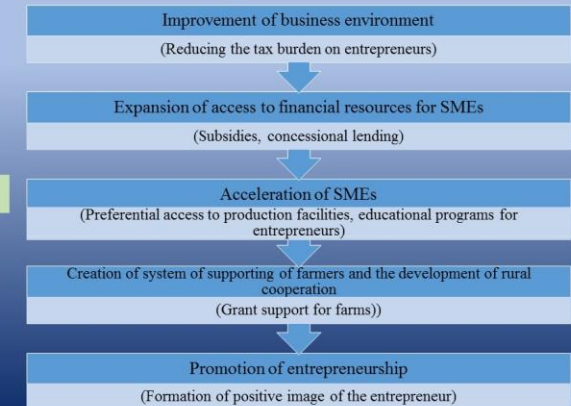 Improvement of business environment
(Reducing the tax burden on entrepreneurs)
Expansion of access to financial resources for SMEs
(Subsidies, concessional lending)
Acceleration of SMEs
(Preferential access to production facilities, educational programs for
entrepreneurs)
Creation of system of supporting of farmers and the development of rural
cooperation
(Grant support for farms))
Promotion of entrepreneurship
(Formation of positive image of the entrepreneur)